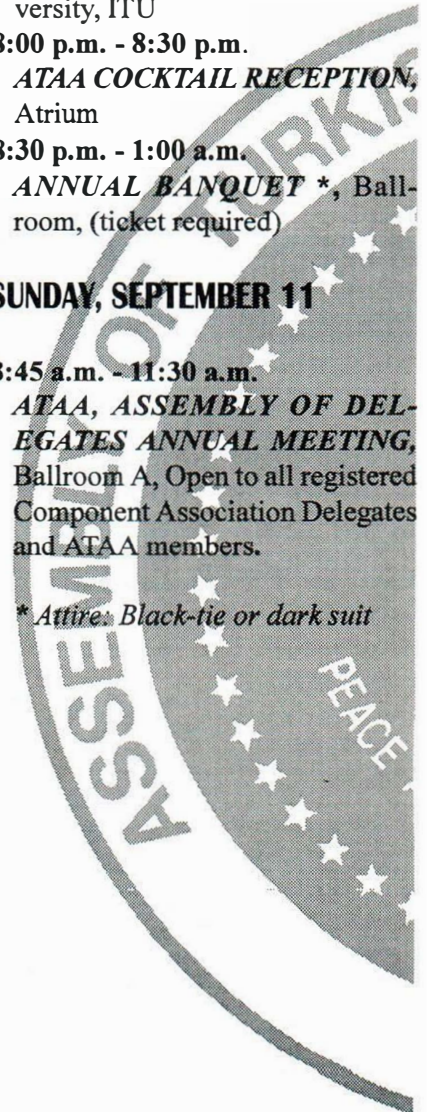 versity, ITU
8:00 p.m. - 8:30 p.m.
ATAA COCKTAIL RECEPTION,
Atrium
8:30 p.m. - 1:00 a.m.
ANNUAL BANQUET *, Ball-
room, (ticket required)
SUNDAY, SEPTEMBER 11
8:45 a.m. - 11:30 a.m.
ATAA, ASSEMBLY OF DEL-
EGATES ANNUAL MEETING,
Ballroom A, Open to all registered
Component Association Delegates
and ATAA members.
* Attire: Black-tie or dark suit
ASSEMBLY OF TURKIS
PEACE